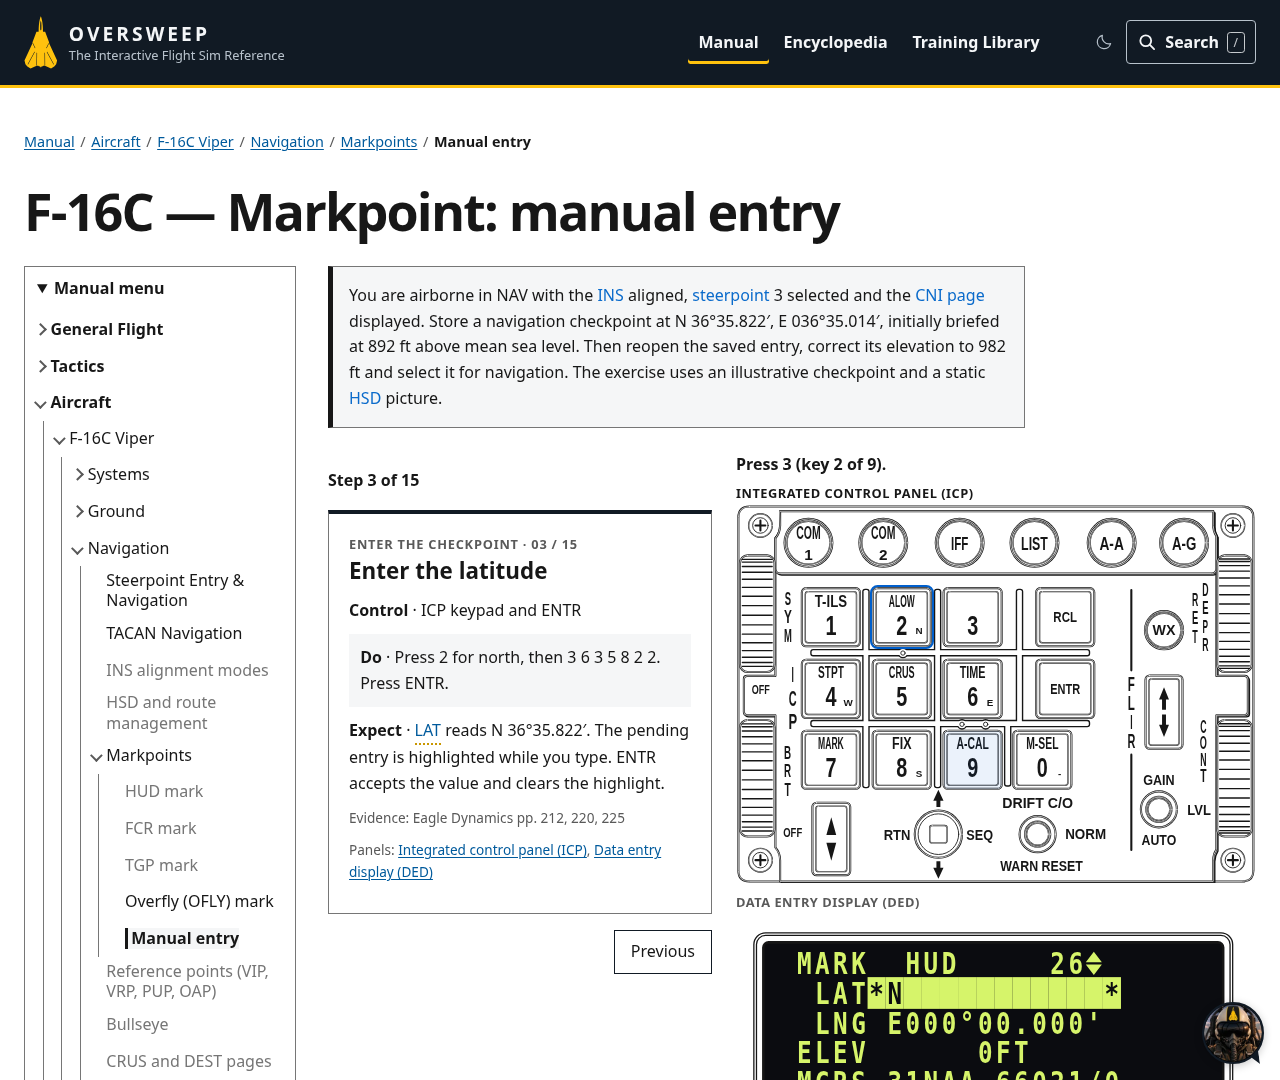 OVERSWEEP
The Interactive Flight Sim Reference
Manual
Encyclopedia
Training Library
Search /
Manual / Aircraft / F-16C Viper / Navigation / Markpoints / Manual entry
F-16C — Markpoint: manual entry
Manual menu
General Flight
Tactics
Aircraft
F-16C Viper
Systems
Ground
Navigation
Steerpoint Entry &
Navigation
TACAN Navigation
INS alignment modes
HSD and route
management
Markpoints
HUD mark
FCR mark
TGP mark
Overfly (OFLY) mark
Manual entry
Reference points (VIP,
VRP, PUP, OAP)
Bullseye
CRUS and DEST pages
You are airborne in NAV with the INS aligned, steerpoint 3 selected and the CNI page
displayed. Store a navigation checkpoint at N 36°35.822′, E 036°35.014′, initially briefed
at 892 ft above mean sea level. Then reopen the saved entry, correct its elevation to 982
ft and select it for navigation. The exercise uses an illustrative checkpoint and a static
HSD picture.
Step 3 of 15
ENTER THE CHECKPOINT · 03 / 15
Enter the latitude
Control · ICP keypad and ENTR
Do · Press 2 for north, then 3 6 3 5 8 2 2.
Press ENTR.
Expect · LAT reads N 36°35.822′. The pending
entry is highlighted while you type. ENTR
accepts the value and clears the highlight.
Evidence: Eagle Dynamics pp. 212, 220, 225
Panels: Integrated control panel (ICP), Data entry
display (DED)
Previous
Press 3 (key 2 of 9).
INTEGRATED CONTROL PANEL (ICP)
COM 1
COM 2
IFF
LIST
A-A
A-G
SYM
T-ILS 1
ALOW 2 N
3
RCL
WX
RET
DEPR
OFF
ICP
STPT 4 W
CRUS 5
TIME 6 E
ENTR
FLIR
BRT
MARK 7
FIX 8 S
A-CAL 9
M-SEL 0 -
CONT
GAIN
LVL
AUTO
OFF
RTN
SEQ
DRIFT C/O
NORM
WARN RESET
DATA ENTRY DISPLAY (DED)
MARK HUD 26
LAT*N *
LNG E000°00.000'
ELEV 0FT
MGRS 31NAA 66021/0